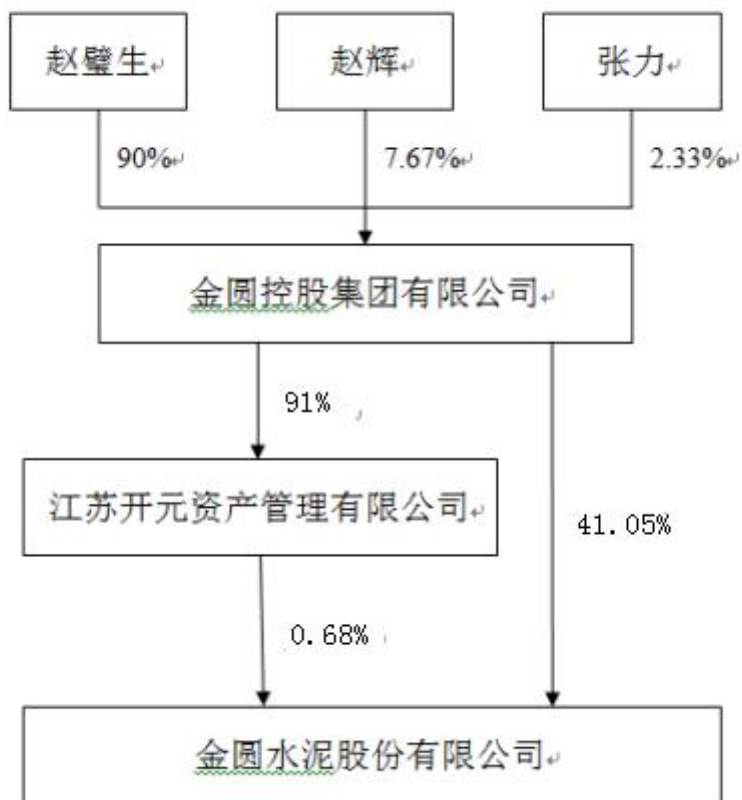 赵璧生
赵辉
张力
90%
7.67%
2.33%
金圆控股集团有限公司
91%
江苏开元资产管理有限公司
41.05%
0.68%
金圆水泥股份有限公司